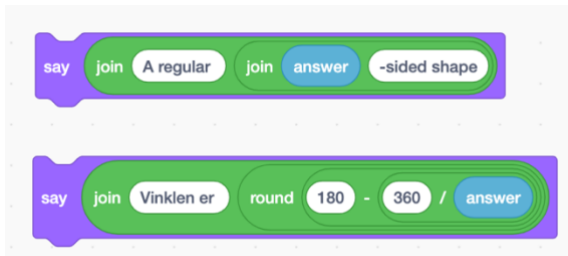 say join A regular join answer -sided shape
say join Vinklen er round 180 - 360 / answer